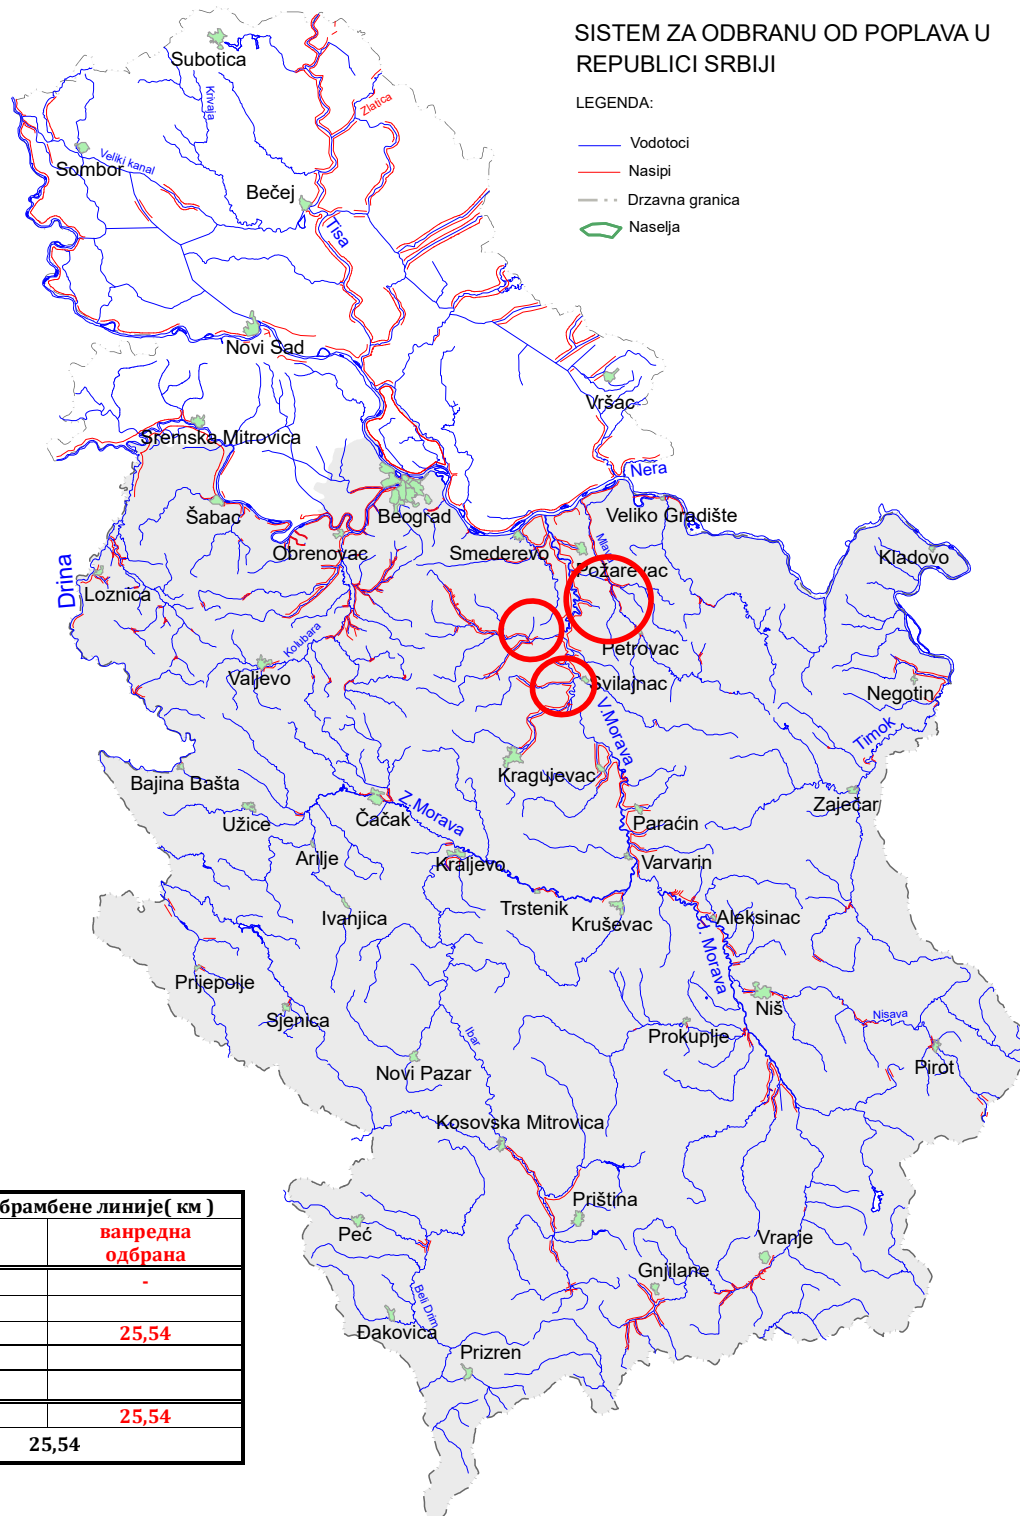 SISTEM ZA ODBRANU OD POPLAVA U
REPUBLICI SRBIJI
LEGENDA:
Vodotoci
Nasipi
Drzavna granica
Naselja
Subotica
Krivaja
Zlatica
Sombor
Veliki kanal
Bečej
Tisa
Novi Sad
Vršac
Sremska Mitrovica
Nera
Šabac
Beograd
Veliko Gradište
Obrenovac
Smederevo
Mlava
Kladovo
Požarevac
Drina
Loznica
Kolubara
Petrovac
Valjevo
Svilajnac
Negotin
V.Morava
Timok
Kragujevac
Bajina Bašta
Zaječar
Užice
Čačak
Z.Morava
Paraćin
Arilje
Kraljevo
Varvarin
Ivanjica
Trstenik
Kruševac
Aleksinac
J. Morava
Prijepolje
Niš
Sjenica
Ibar
Prokuplje
Nisava
Novi Pazar
Pirot
Kosovska Mitrovica
Priština
Peć
Vranje
Gnjilane
Beli Drim
Đakovica
Prizren
брамбене линије( км )
ванредна
одбрана
-
25,54
25,54
25,54